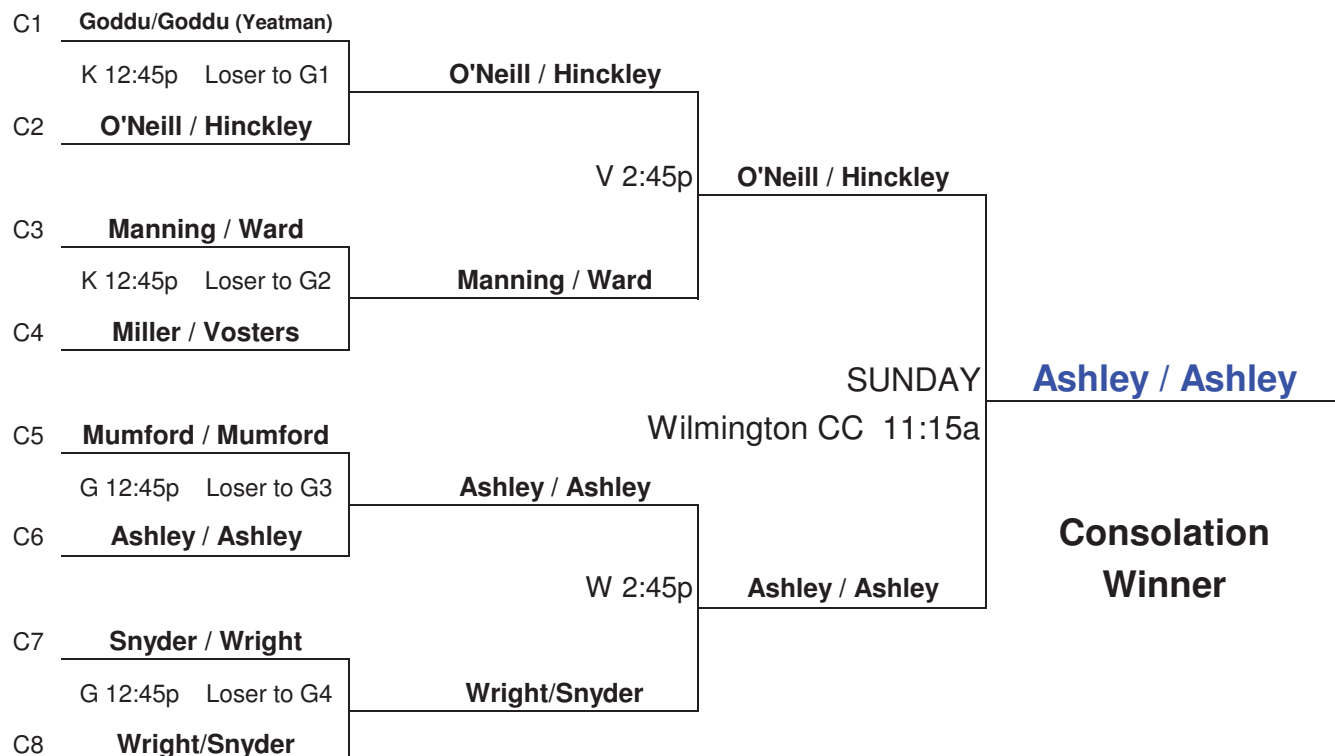 C1 Goddu/Goddu (Yeatman)
K 12:45p Loser to G1 O'Neill / Hinckley
C2 O'Neill / Hinckley
V 2:45p O'Neill / Hinckley
C3 Manning / Ward
K 12:45p Loser to G2 Manning / Ward
C4 Miller / Vosters
SUNDAY Ashley / Ashley
Wilmington CC 11:15a
C5 Mumford / Mumford
G 12:45p Loser to G3 Ashley / Ashley
C6 Ashley / Ashley
Consolation
W 2:45p Ashley / Ashley
Winner
C7 Snyder / Wright
G 12:45p Loser to G4 Wright/Snyder
C8 Wright/Snyder